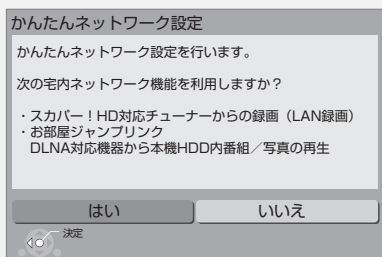 かんたんネットワーク設定
かんたんネットワーク設定を行います。
次の宅内ネットワーク機能を利用しますか？
・スカパー！HD対応チューナーからの録画（LAN録画）
・お部屋ジャンプリンク
DLNA対応機器から本機HDD内番組／写真の再生
はい
いいえ
決定